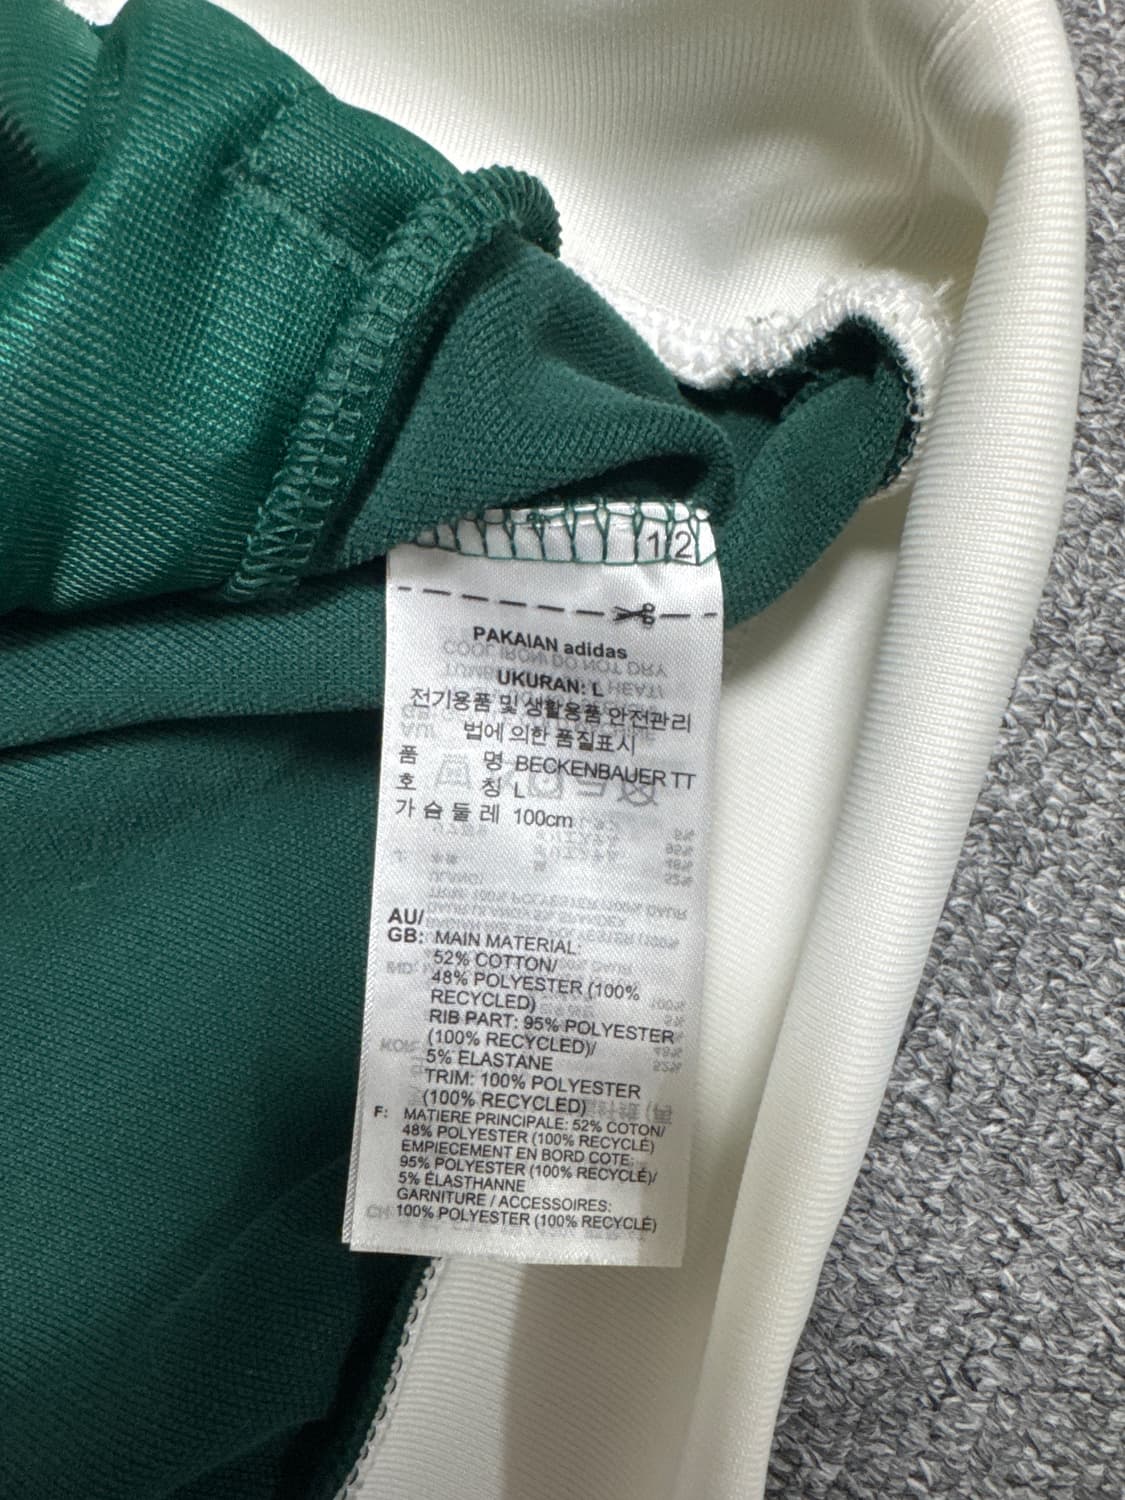 12
PAKAIAN adidas
UKURAN: L
전기용품 및 생활용품 안전관리
법에 의한 품질표시
품 명 BECKENBAUER TT
호 칭 L
가 슴 둘 레 100cm
AU/
GB: MAIN MATERIAL:
52% COTTON/
48% POLYESTER (100%
RECYCLED)
RIB PART: 95% POLYESTER
(100% RECYCLED)/
5% ELASTANE
TRIM: 100% POLYESTER
(100% RECYCLED)
F: MATIERE PRINCIPALE: 52% COTON/
48% POLYESTER (100% RECYCLÉ)
EMPIECEMENT EN BORD COTE:
95% POLYESTER (100% RECYCLÉ)/
5% ÉLASTHANNE
GARNITURE / ACCESSOIRES:
100% POLYESTER (100% RECYCLÉ)